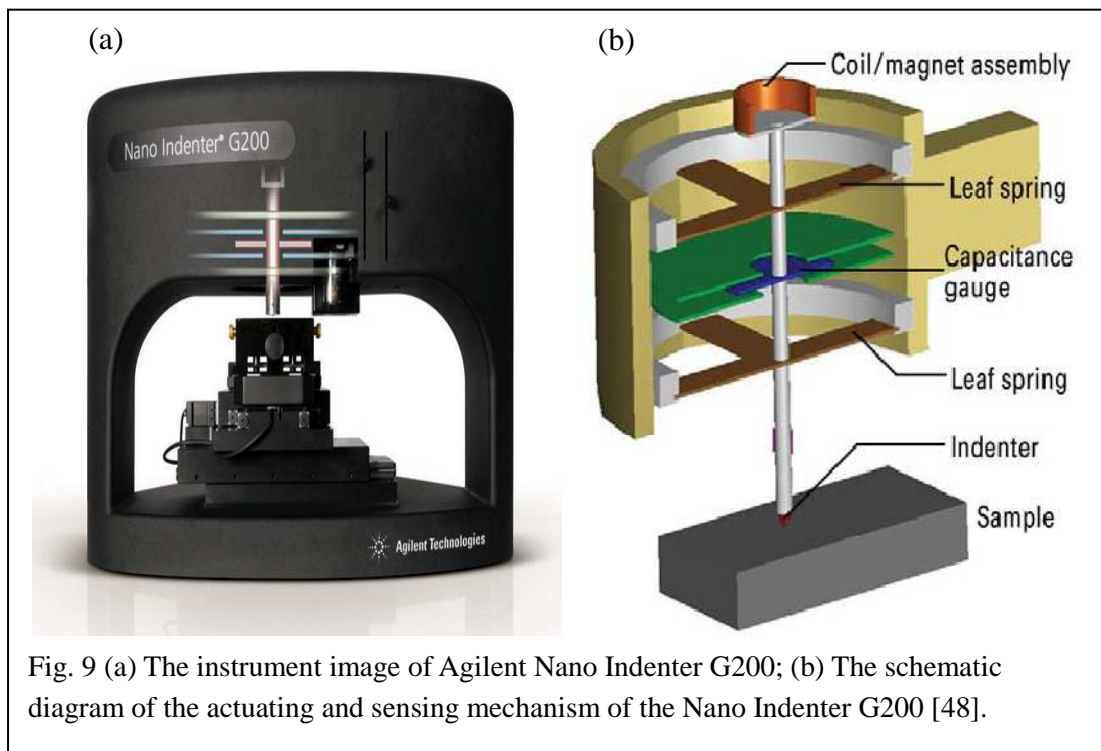 (a)
Nano Indenter® G200
Agilent Technologies
(b)
Coil/magnet assembly
Leaf spring
Capacitance
gauge
Leaf spring
Indenter
Sample
Fig. 9 (a) The instrument image of Agilent Nano Indenter G200; (b) The schematic
diagram of the actuating and sensing mechanism of the Nano Indenter G200 [48].